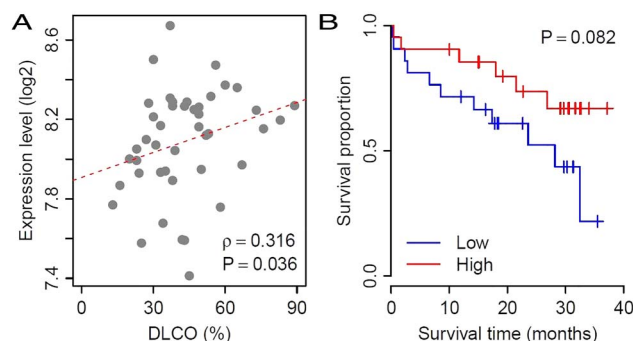 A
Expression level (log2)
8.6
8.2
7.8
7.4
ρ = 0.316
P = 0.036
0
30
60
90
DLCO (%)
B
Survival proportion
1.0
0.5
0.0
P = 0.082
Low
High
0
10
20
30
40
Survival time (months)